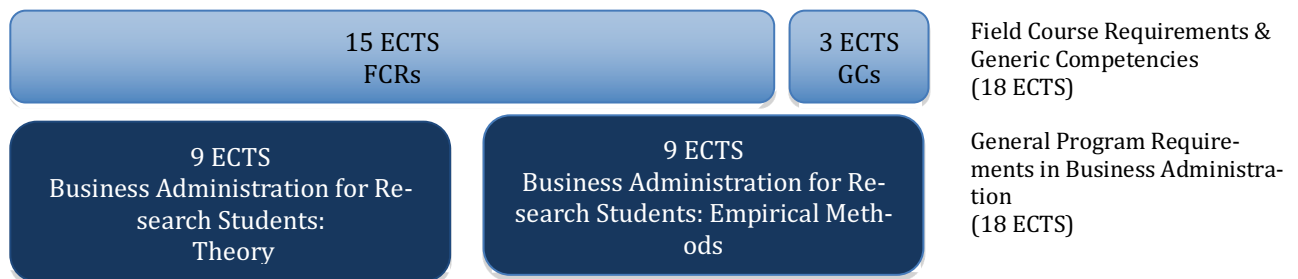 15 ECTS
FCRs
3 ECTS
GCs
Field Course Requirements &
Generic Competencies
(18 ECTS)
9 ECTS
Business Administration for Re-
search Students:
Theory
9 ECTS
Business Administration for Re-
search Students: Empirical Meth-
ods
General Program Require-
ments in Business Administra-
tion
(18 ECTS)